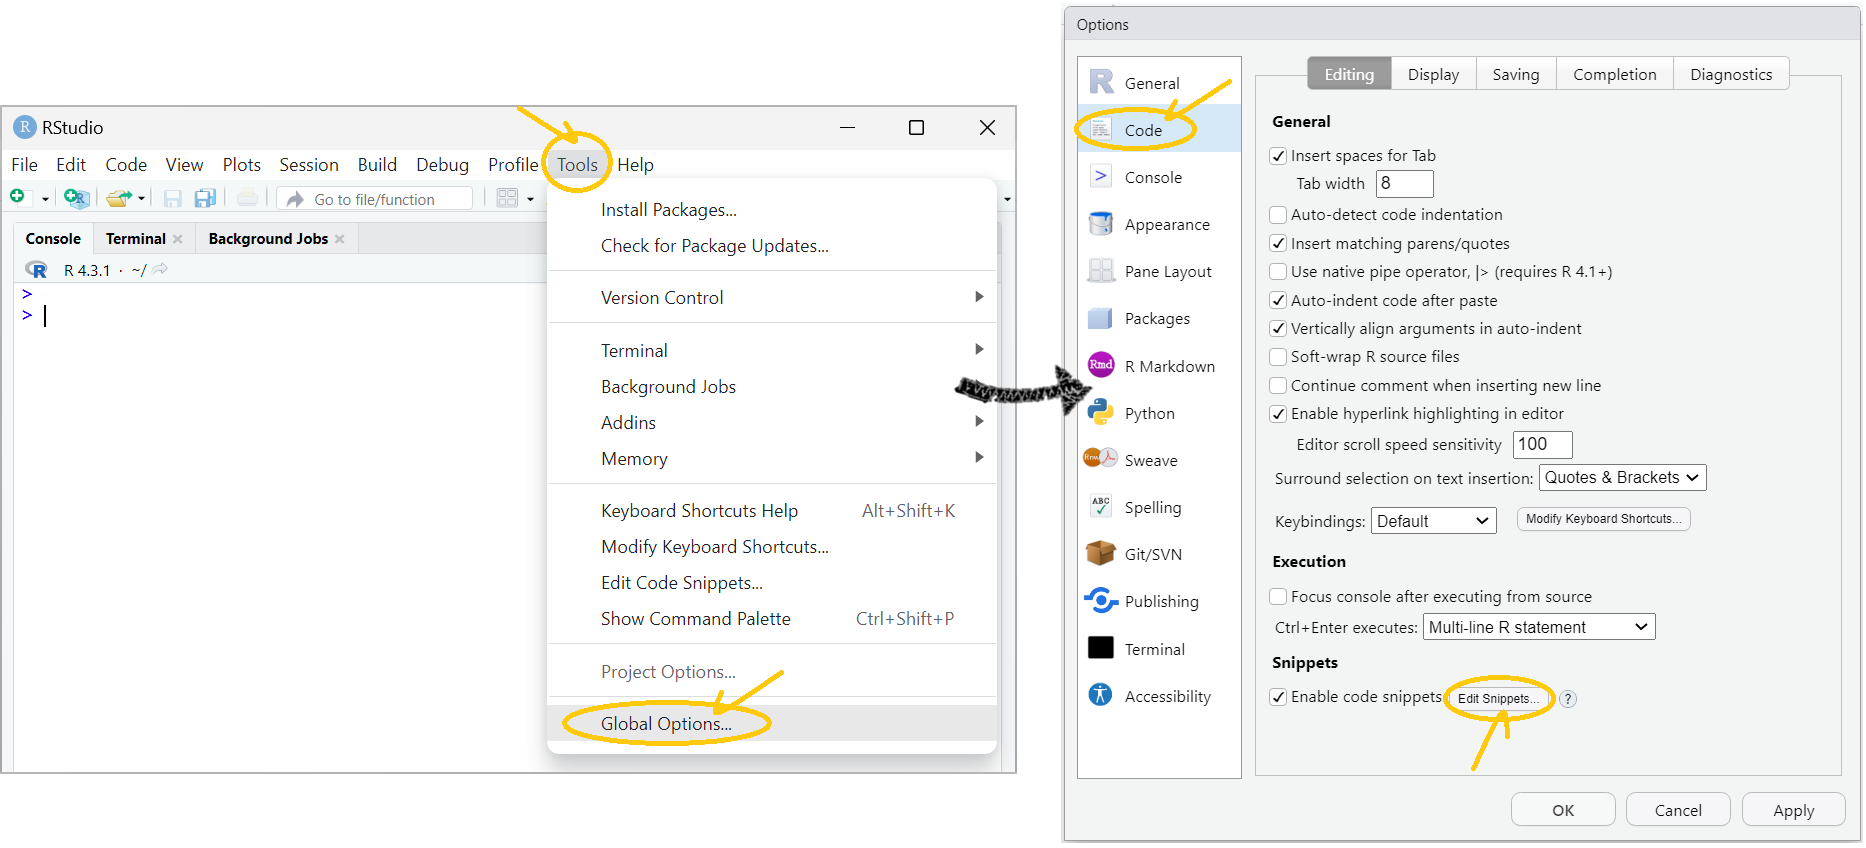 RStudio
File Edit Code View Plots Session Build Debug Profile Tools Help
Go to file/function
Console Terminal Background Jobs
R 4.3.1 · ~/
>
>
Install Packages...
Check for Package Updates...
Version Control
Terminal
Background Jobs
Addins
Memory
Keyboard Shortcuts Help Alt+Shift+K
Modify Keyboard Shortcuts...
Edit Code Snippets...
Show Command Palette Ctrl+Shift+P
Project Options...
Global Options...
Options
General
Code
Console
Appearance
Pane Layout
Packages
Rmd R Markdown
Python
Rnw Sweave
ABC Spelling
Git/SVN
Publishing
Terminal
Accessibility
Editing Display Saving Completion Diagnostics
General
Insert spaces for Tab
Tab width 8
Auto-detect code indentation
Insert matching parens/quotes
Use native pipe operator, |> (requires R 4.1+)
Auto-indent code after paste
Vertically align arguments in auto-indent
Soft-wrap R source files
Continue comment when inserting new line
Enable hyperlink highlighting in editor
Editor scroll speed sensitivity 100
Surround selection on text insertion: Quotes & Brackets
Keybindings: Default Modify Keyboard Shortcuts...
Execution
Focus console after executing from source
Ctrl+Enter executes: Multi-line R statement
Snippets
Enable code snippets Edit Snippets... ?
OK Cancel Apply